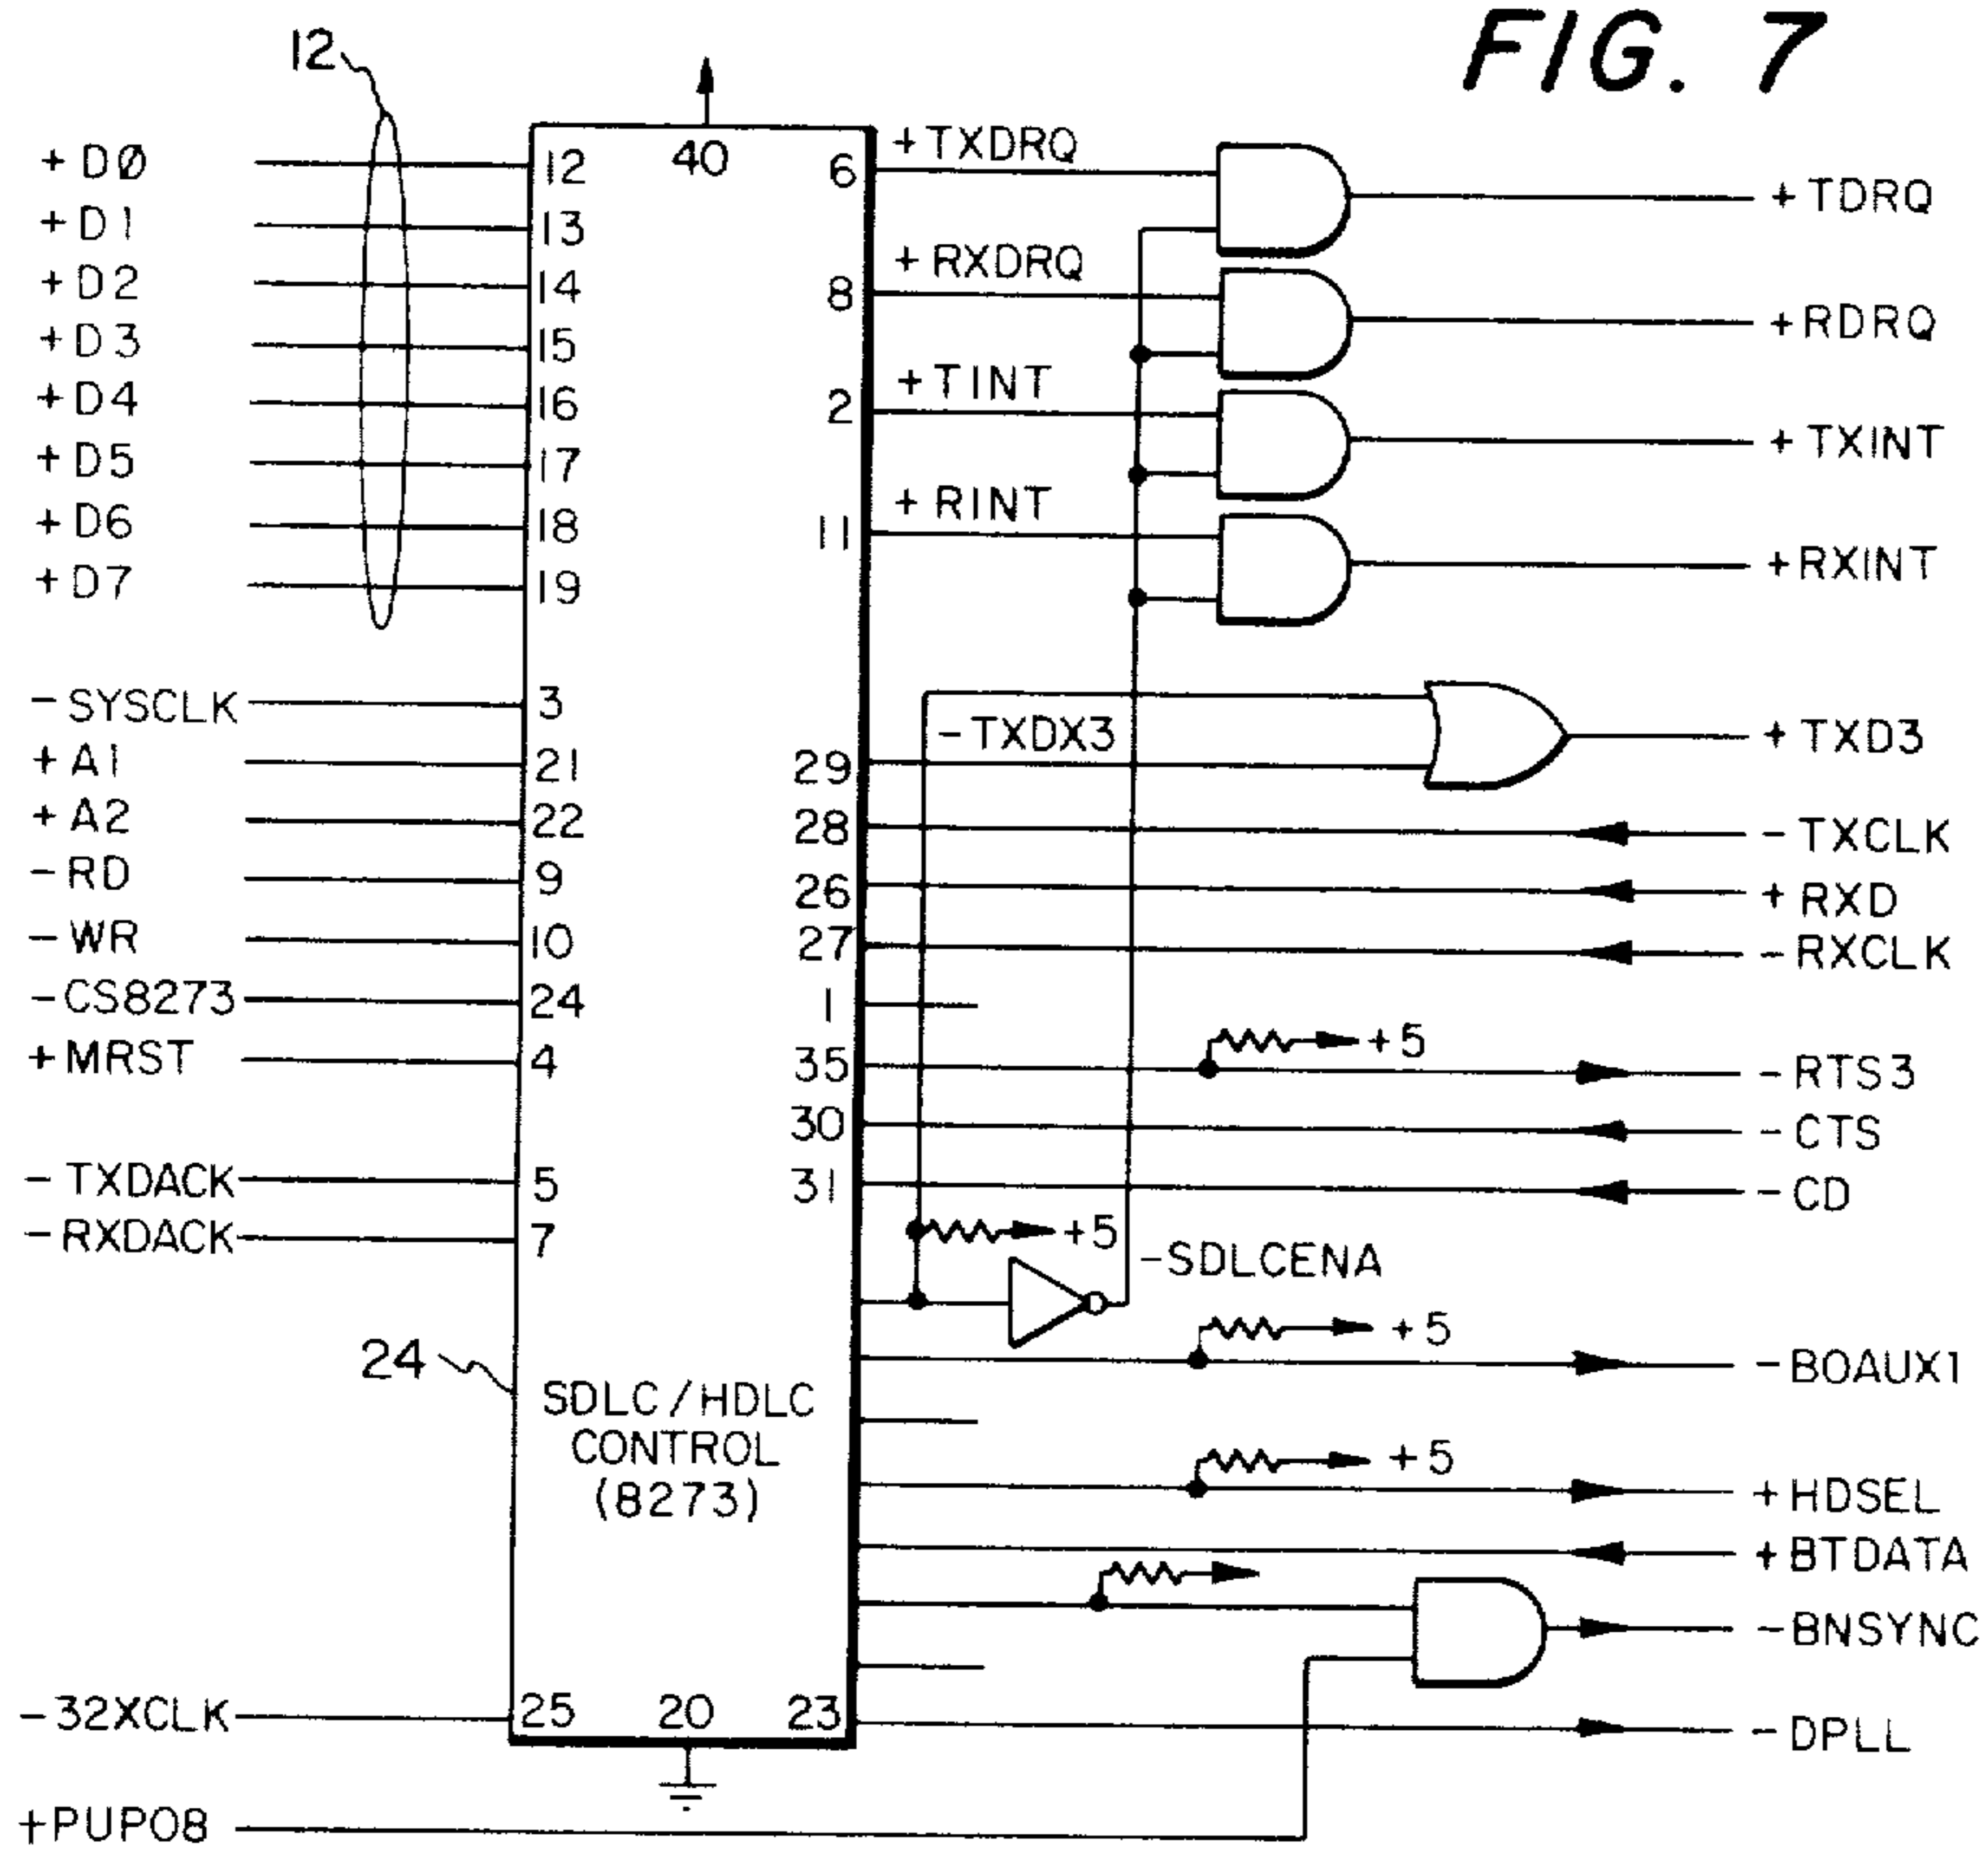 FIG. 7
12
+DØ 12
+D1 13
+D2 14
+D3 15
+D4 16
+D5 17
+D6 18
+D7 19
-SYSCLK 3
+A1 21
+A2 22
-RD 9
-WR 10
-CS8273 24
+MRST 4
-TXDACK 5
-RXDACK 7
24
SDLC/HDLC
CONTROL
(8273)
-32XCLK 25
20
23
+PUP08
40
6 +TXDRQ +TDRQ
8 +RXDRQ +RDRQ
2 +TINT +TXINT
11 +RINT +RXINT
29 -TXDX3 +TXD3
28 -TXCLK
26 +RXD
27 -RXCLK
1
35 +5 -RTS3
30 -CTS
31 -CD
+5
-SDLCENA
+5
-BOAUX1
+5
+HDSEL
+BTDATA
-BNSYNC
-DPLL